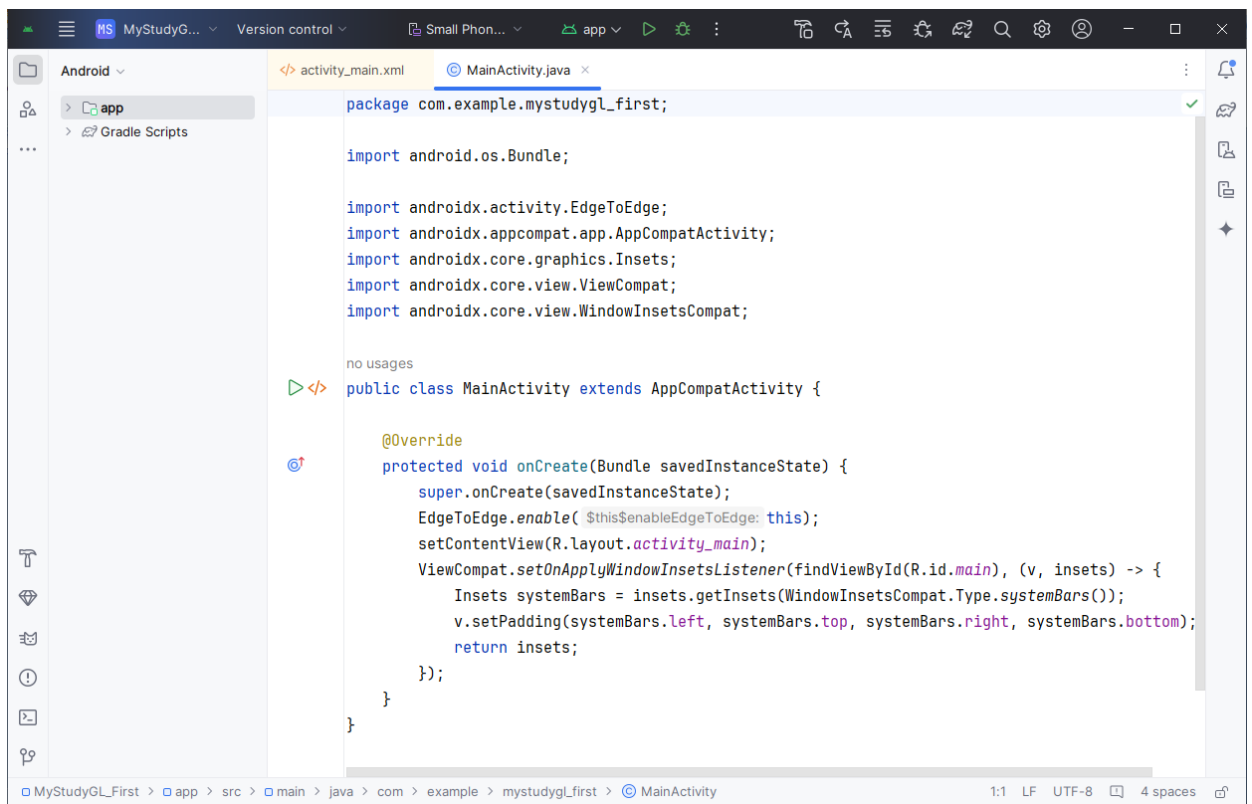 MS MyStudyG... Version control Small Phon... app
Android
app
Gradle Scripts
</> activity_main.xml © MainActivity.java ×
package com.example.mystudygl_first;
import android.os.Bundle;
import androidx.activity.EdgeToEdge;
import androidx.appcompat.app.AppCompatActivity;
import androidx.core.graphics.Insets;
import androidx.core.view.ViewCompat;
import androidx.core.view.WindowInsetsCompat;
no usages
public class MainActivity extends AppCompatActivity {
@Override
protected void onCreate(Bundle savedInstanceState) {
super.onCreate(savedInstanceState);
EdgeToEdge.enable( $this$enableEdgeToEdge: this);
setContentView(R.layout.activity_main);
ViewCompat.setOnApplyWindowInsetsListener(findViewById(R.id.main), (v, insets) -> {
Insets systemBars = insets.getInsets(WindowInsetsCompat.Type.systemBars());
v.setPadding(systemBars.left, systemBars.top, systemBars.right, systemBars.bottom);
return insets;
});
}
}
MyStudyGL_First > app > src > main > java > com > example > mystudygl_first > © MainActivity 1:1 LF UTF-8 4 spaces